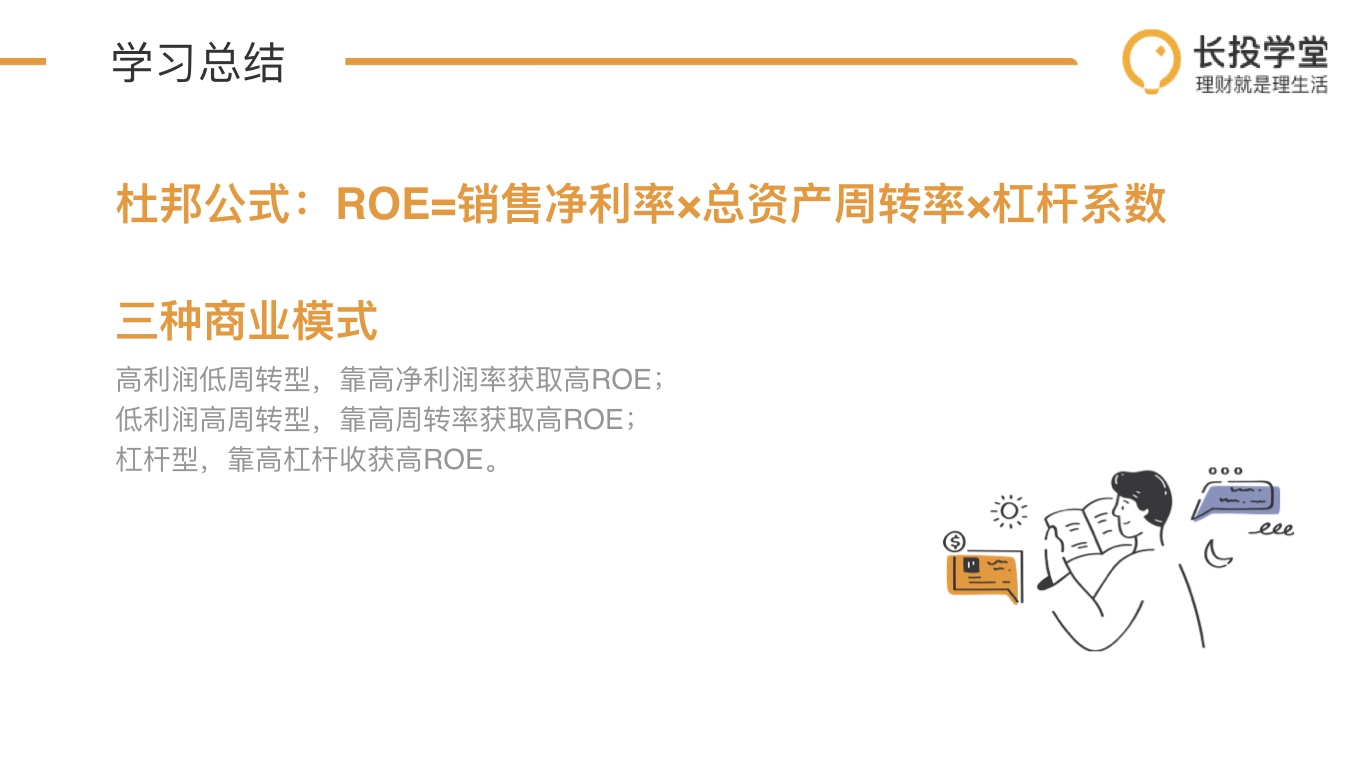 学习总结
长投学堂
理财就是理生活
杜邦公式：ROE=销售净利率×总资产周转率×杠杆系数
三种商业模式
高利润低周转型，靠高净利润率获取高ROE；
低利润高周转型，靠高周转率获取高ROE；
杠杆型，靠高杠杆收获高ROE。
$